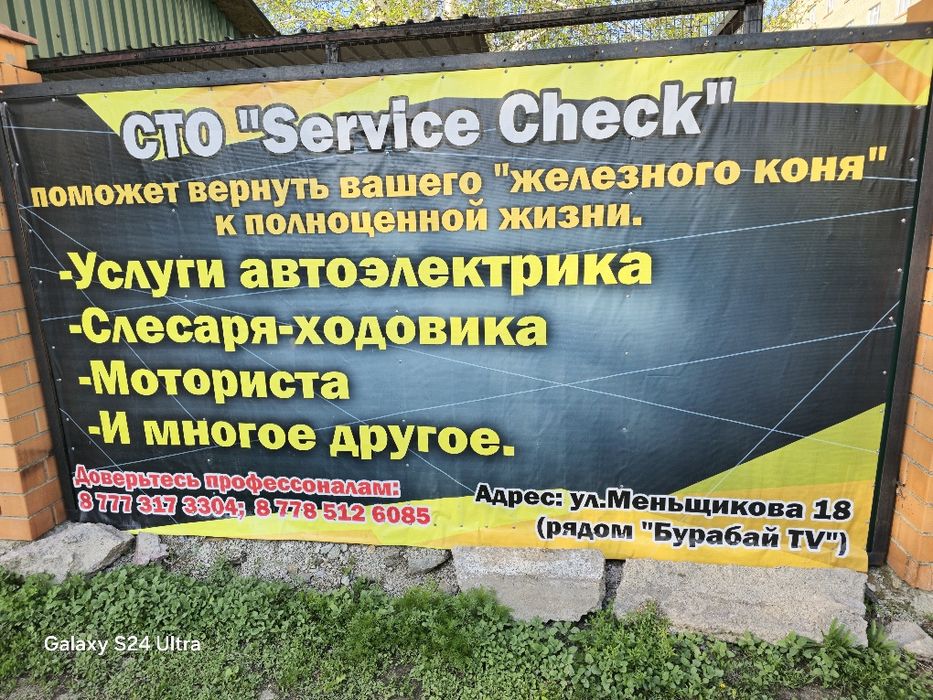 СТО "Service Check"
поможет вернуть вашего "железного коня"
к полноценной жизни.
-Услуги автоэлектрика
-Слесаря-ходовика
-Моториста
-И многое другое.
Доверьтесь профессоналам:
8 777 317 3304; 8 778 512 6085
Адрес: ул.Меньщикова 18
(рядом "Бурабай TV")
Galaxy S24 Ultra